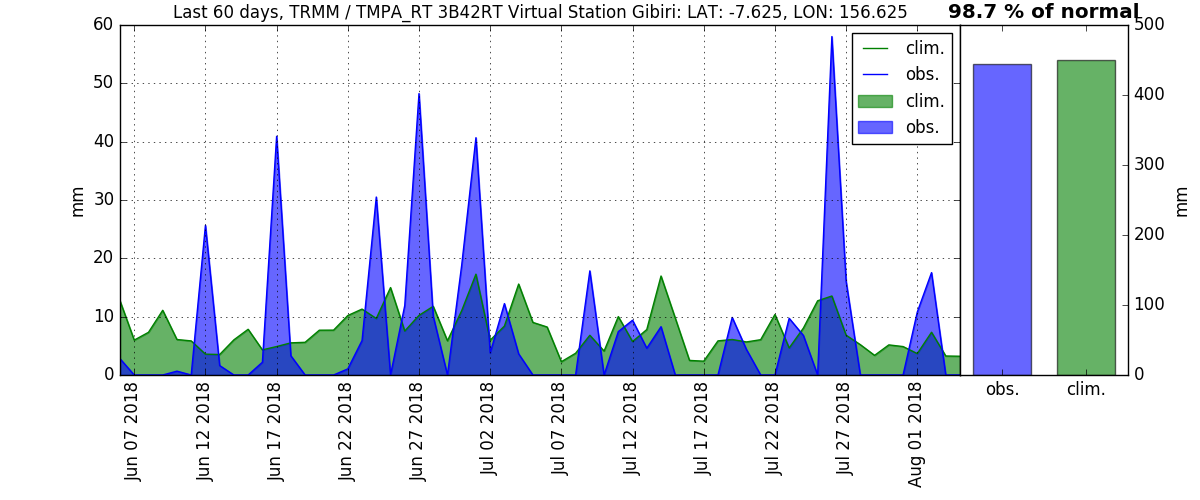 Last 60 days, TRMM / TMPA_RT 3B42RT Virtual Station Gibiri: LAT: -7.625, LON: 156.625
98.7 % of normal
60
50
40
30
20
10
0
mm
clim.
obs.
clim.
obs.
Jun 07 2018
Jun 12 2018
Jun 17 2018
Jun 22 2018
Jun 27 2018
Jul 02 2018
Jul 07 2018
Jul 12 2018
Jul 17 2018
Jul 22 2018
Jul 27 2018
Aug 01 2018
500
400
300
200
100
0
mm
obs.
clim.